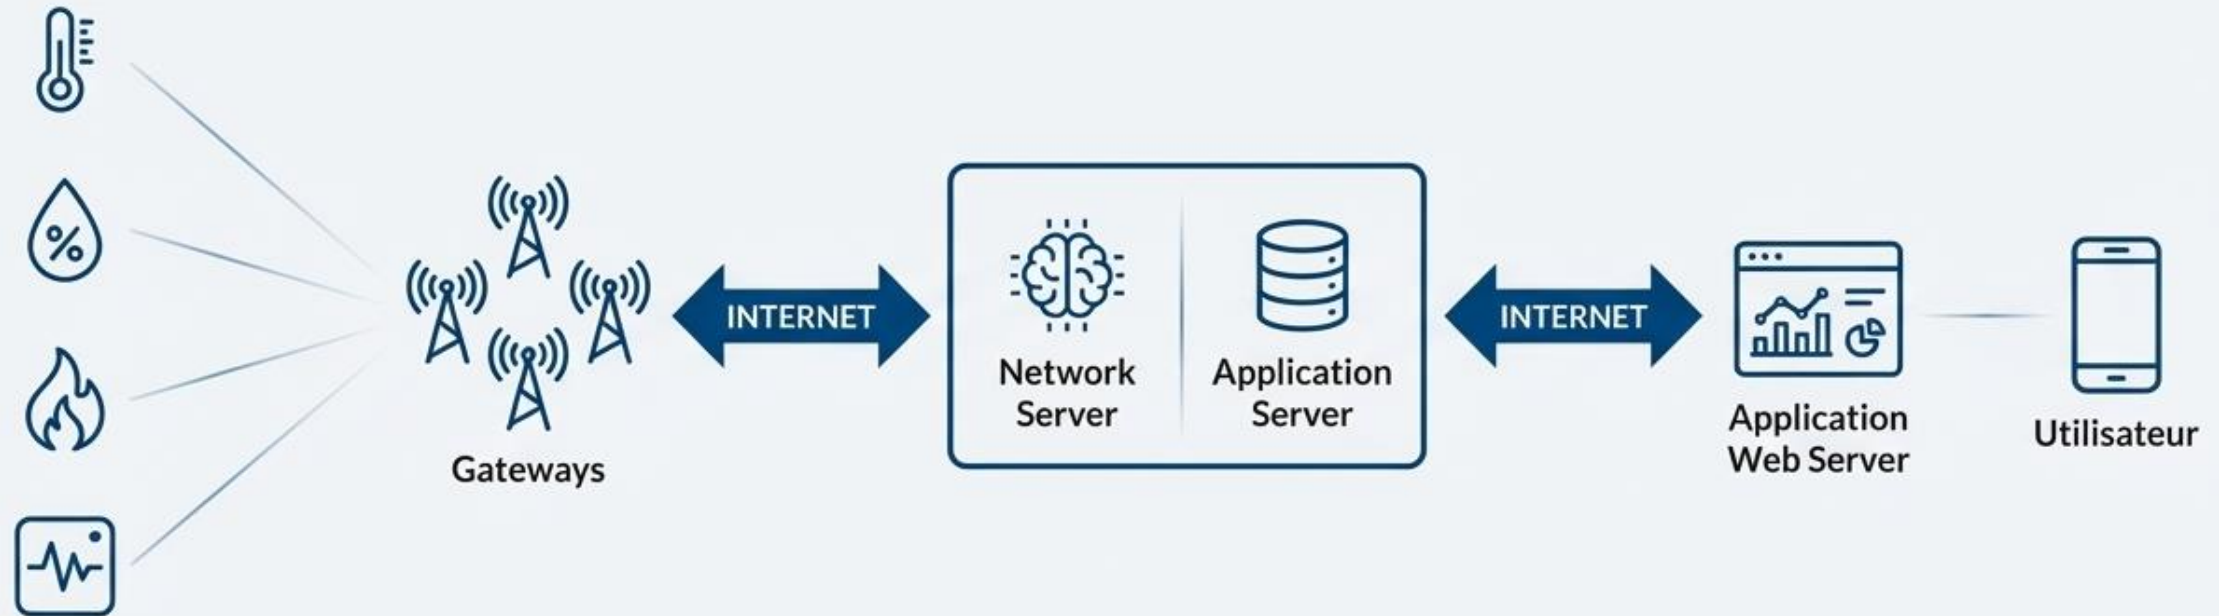 %
Gateways
INTERNET
Network
Server
Application
Server
INTERNET
Application
Web Server
Utilisateur